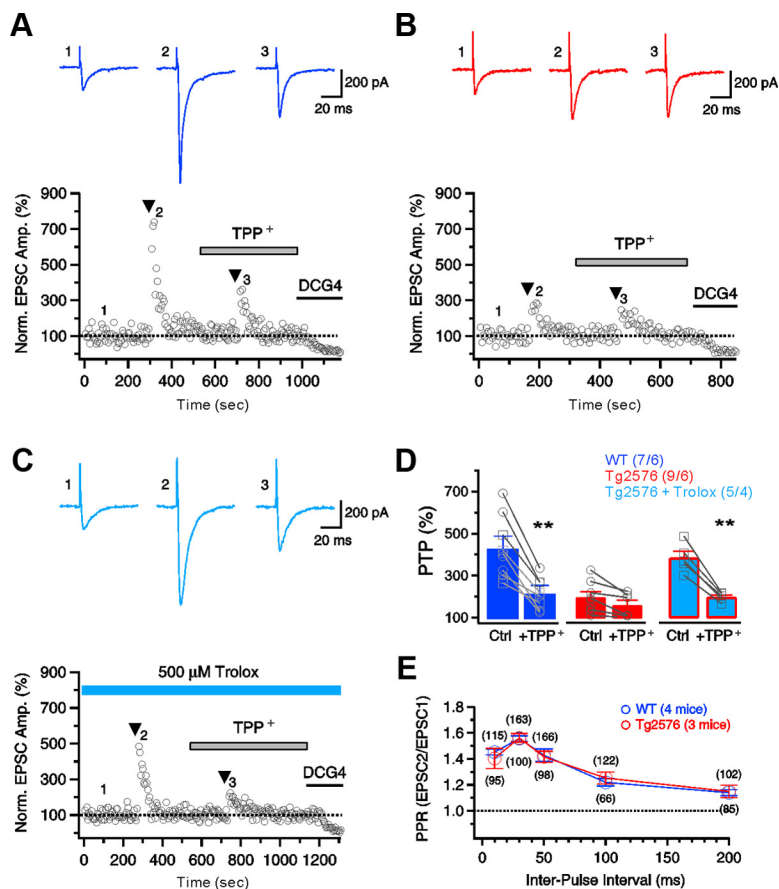 A
1
2
3
200 pA
20 ms
900
700
500
300
100
Norm. EPSC Amp. (%)
1
2
TPP+
3
DCG4
0 200 400 600 800 1000
Time (sec)
B
1
2
3
200 pA
20 ms
900
700
500
300
100
Norm. EPSC Amp. (%)
1
2
TPP+
3
DCG4
0 200 400 600 800
Time (sec)
C
1
2
3
200 pA
20 ms
900
700
500
300
100
Norm. EPSC Amp. (%)
500 µM Trolox
1
2
TPP+
3
DCG4
0 200 400 600 800 1000 1200
Time (sec)
D
WT (7/6)
Tg2576 (9/6)
Tg2576 + Trolox (5/4)
700
500
300
100
PTP (%)
**
**
Ctrl +TPP+ Ctrl +TPP+ Ctrl +TPP+
E
1.8
1.6
1.4
1.2
1.0
PPR (EPSC2/EPSC1)
WT (4 mice)
Tg2576 (3 mice)
(115) (163) (166) (122) (102)
(95) (100) (98) (66) (85)
0 50 100 150 200
Inter-Pulse Interval (ms)